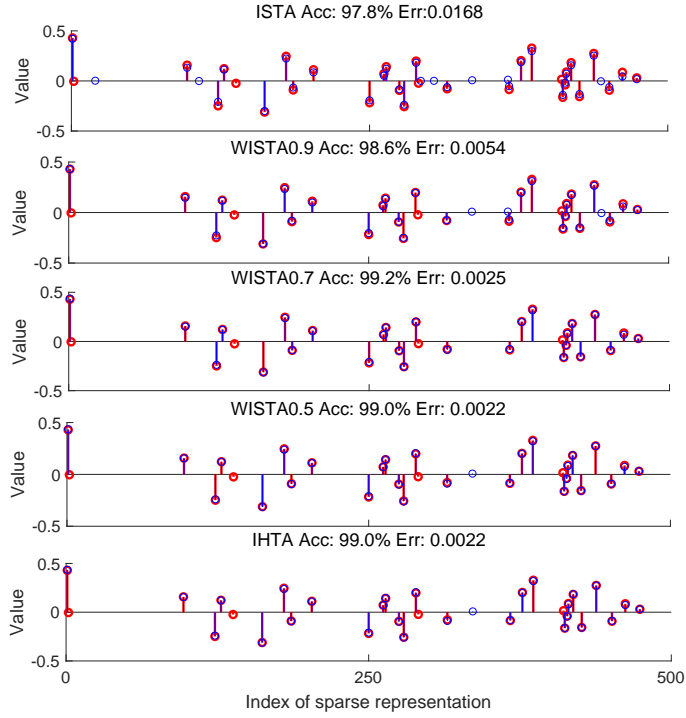 ISTA Acc: 97.8% Err:0.0168
0.5
0
-0.5
Value
WISTA0.9 Acc: 98.6% Err: 0.0054
0.5
0
-0.5
Value
WISTA0.7 Acc: 99.2% Err: 0.0025
0.5
0
-0.5
Value
WISTA0.5 Acc: 99.0% Err: 0.0022
0.5
0
-0.5
Value
IHTA Acc: 99.0% Err: 0.0022
0.5
0
-0.5
Value
0 250 500
Index of sparse representation